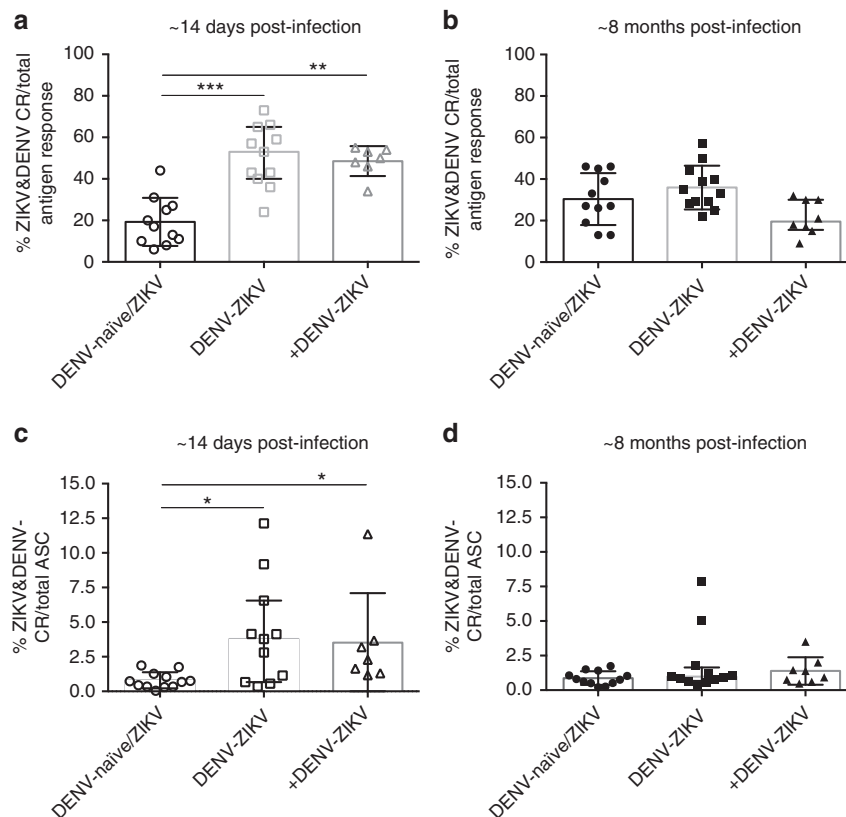 a
~14 days post-infection
% ZIKV&DENV CR/total
antigen response
100
80
60
40
20
0
***
**
DENV-naïve/ZIKV
DENV-ZIKV
+DENV-ZIKV
b
~8 months post-infection
% ZIKV&DENV CR/total
antigen response
100
80
60
40
20
0
DENV-naïve/ZIKV
DENV-ZIKV
+DENV-ZIKV
c
~14 days post-infection
% ZIKV&DENV-
CR/total ASC
15.0
12.5
10.0
7.5
5.0
2.5
0.0
*
*
DENV-naïve/ZIKV
DENV-ZIKV
+DENV-ZIKV
d
~8 months post-infection
% ZIKV&DENV-
CR/total ASC
15.0
12.5
10.0
7.5
5.0
2.5
0.0
DENV-naïve/ZIKV
DENV-ZIKV
+DENV-ZIKV